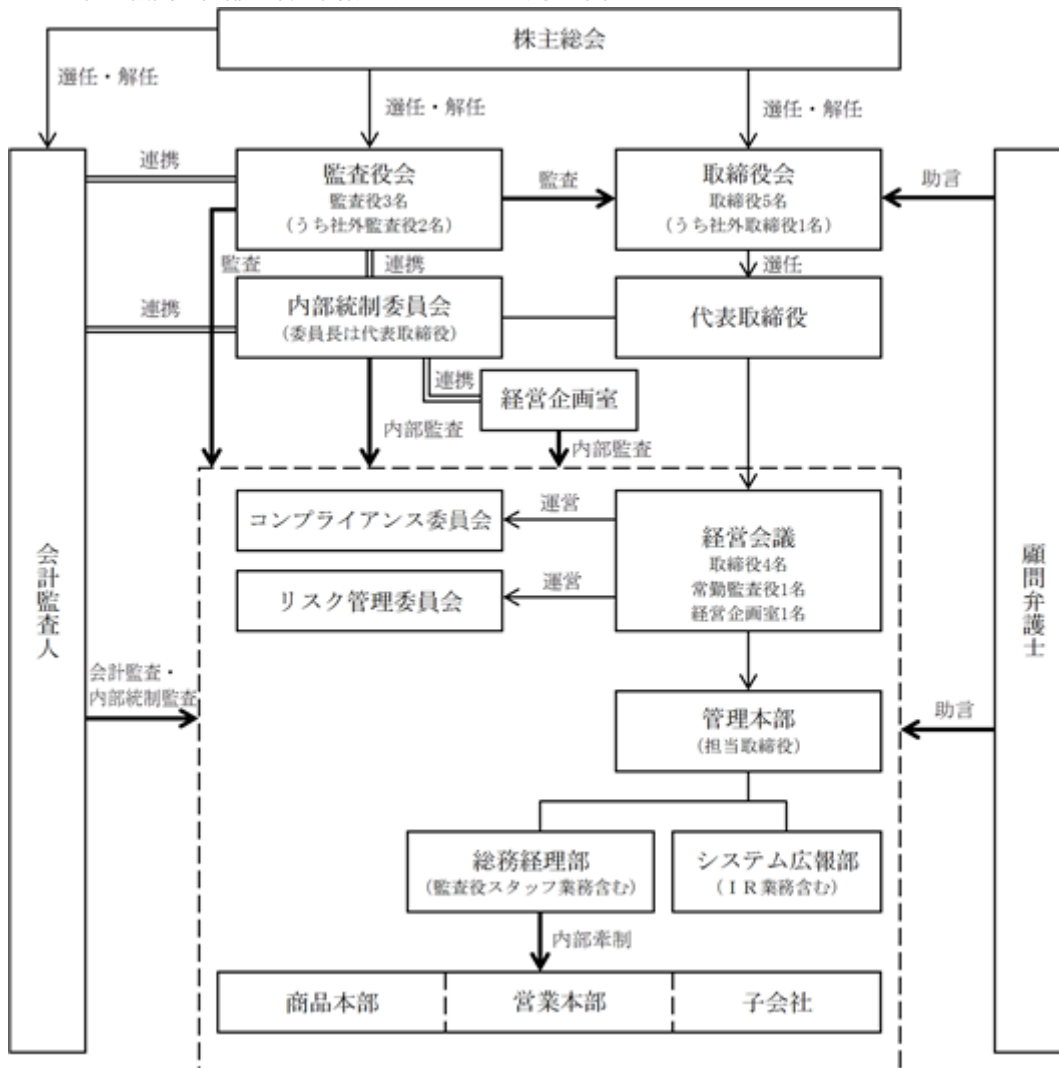 株主総会
選任・解任
選任・解任
選任・解任
連携
監査役会
監査役3名
(うち社外監査役2名)
監査
取締役会
取締役5名
(うち社外取締役1名)
助言
監査
連携
選任
連携
内部統制委員会
(委員長は代表取締役)
代表取締役
連携
経営企画室
内部監査
内部監査
コンプライアンス委員会
運営
経営会議
取締役4名
常勤監査役1名
経営企画室1名
リスク管理委員会
運営
会計監査人
顧問弁護士
会計監査・
内部統制監査
管理本部
(担当取締役)
助言
総務経理部
(監査役スタッフ業務含む)
システム広報部
(IR業務含む)
内部牽制
商品本部
営業本部
子会社